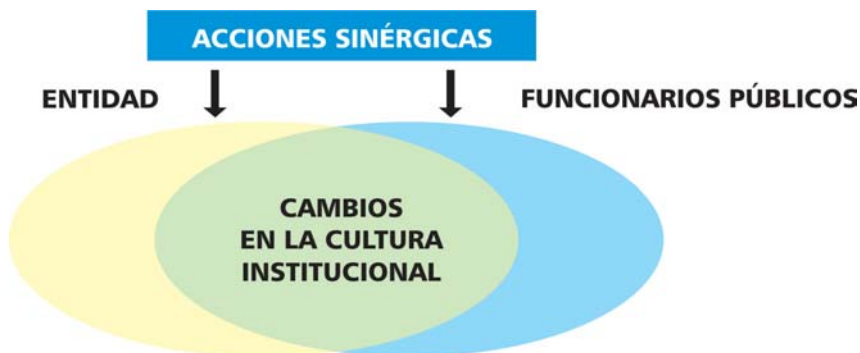 ACCIONES SINÉRGICAS
ENTIDAD
FUNCIONARIOS PÚBLICOS
CAMBIOS
EN LA CULTURA
INSTITUCIONAL